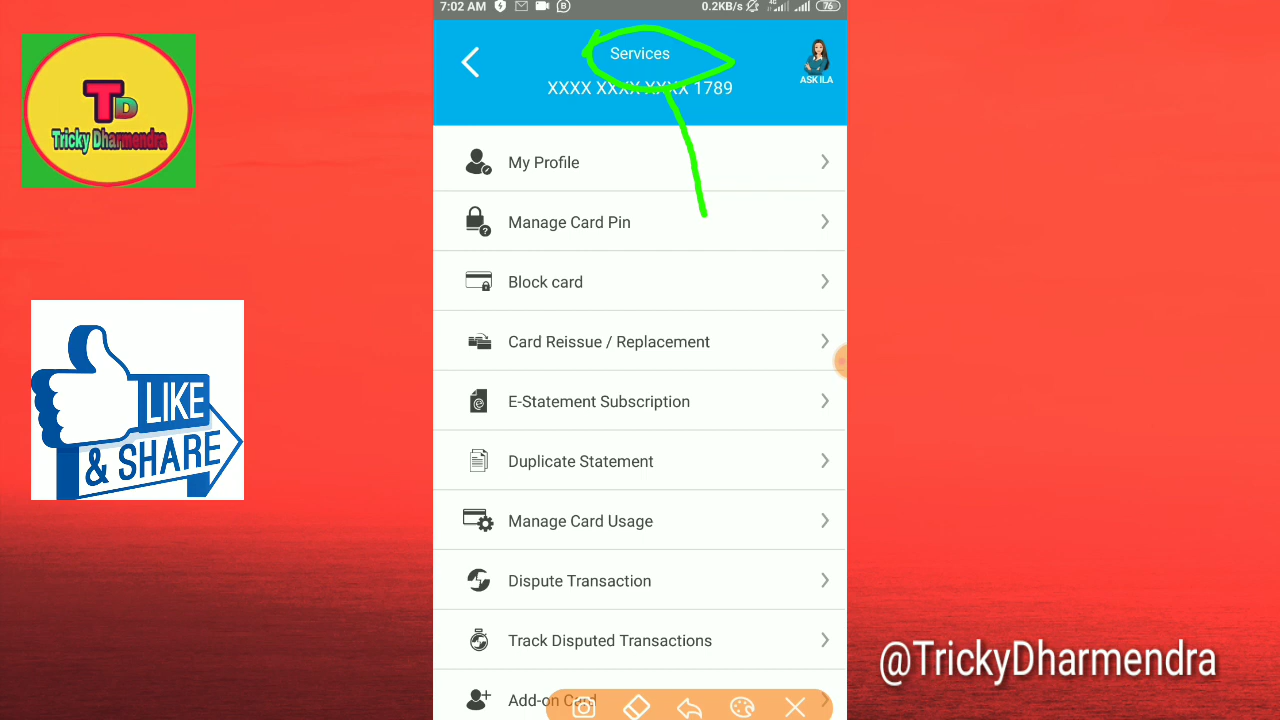 7:02 AM
0.2KB/s
4G
76
Services
XXXX XXXX XXXX 1789
ASK ILA
TD
Tricky Dharmendra
My Profile
Manage Card Pin
Block card
Card Reissue / Replacement
LIKE
& SHARE
E-Statement Subscription
Duplicate Statement
Manage Card Usage
Dispute Transaction
Track Disputed Transactions
Add-on Card
@TrickyDharmendra